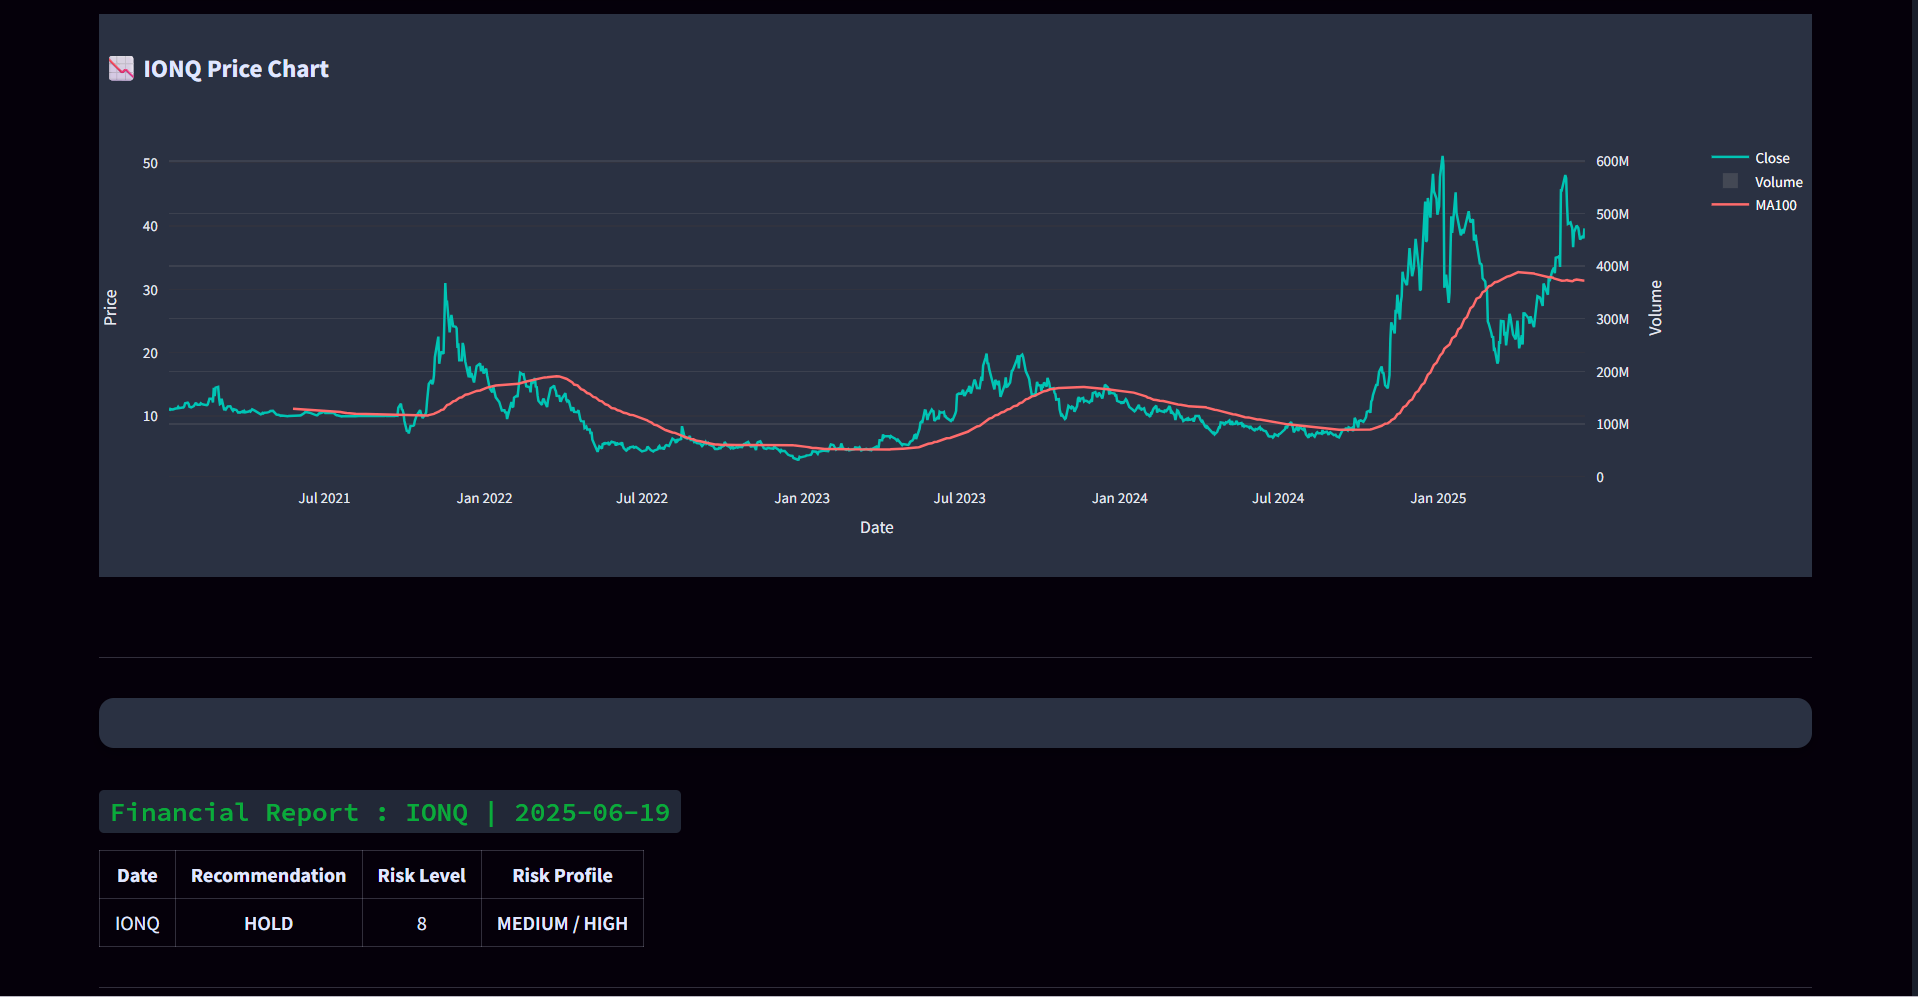 IONQ Price Chart
50
40
30
20
10
Price
600M
500M
400M
300M
200M
100M
0
Volume
Close
Volume
MA100
Jul 2021 Jan 2022 Jul 2022 Jan 2023 Jul 2023 Jan 2024 Jul 2024 Jan 2025
Date
Financial Report : IONQ | 2025-06-19
Date Recommendation Risk Level Risk Profile
IONQ HOLD 8 MEDIUM / HIGH